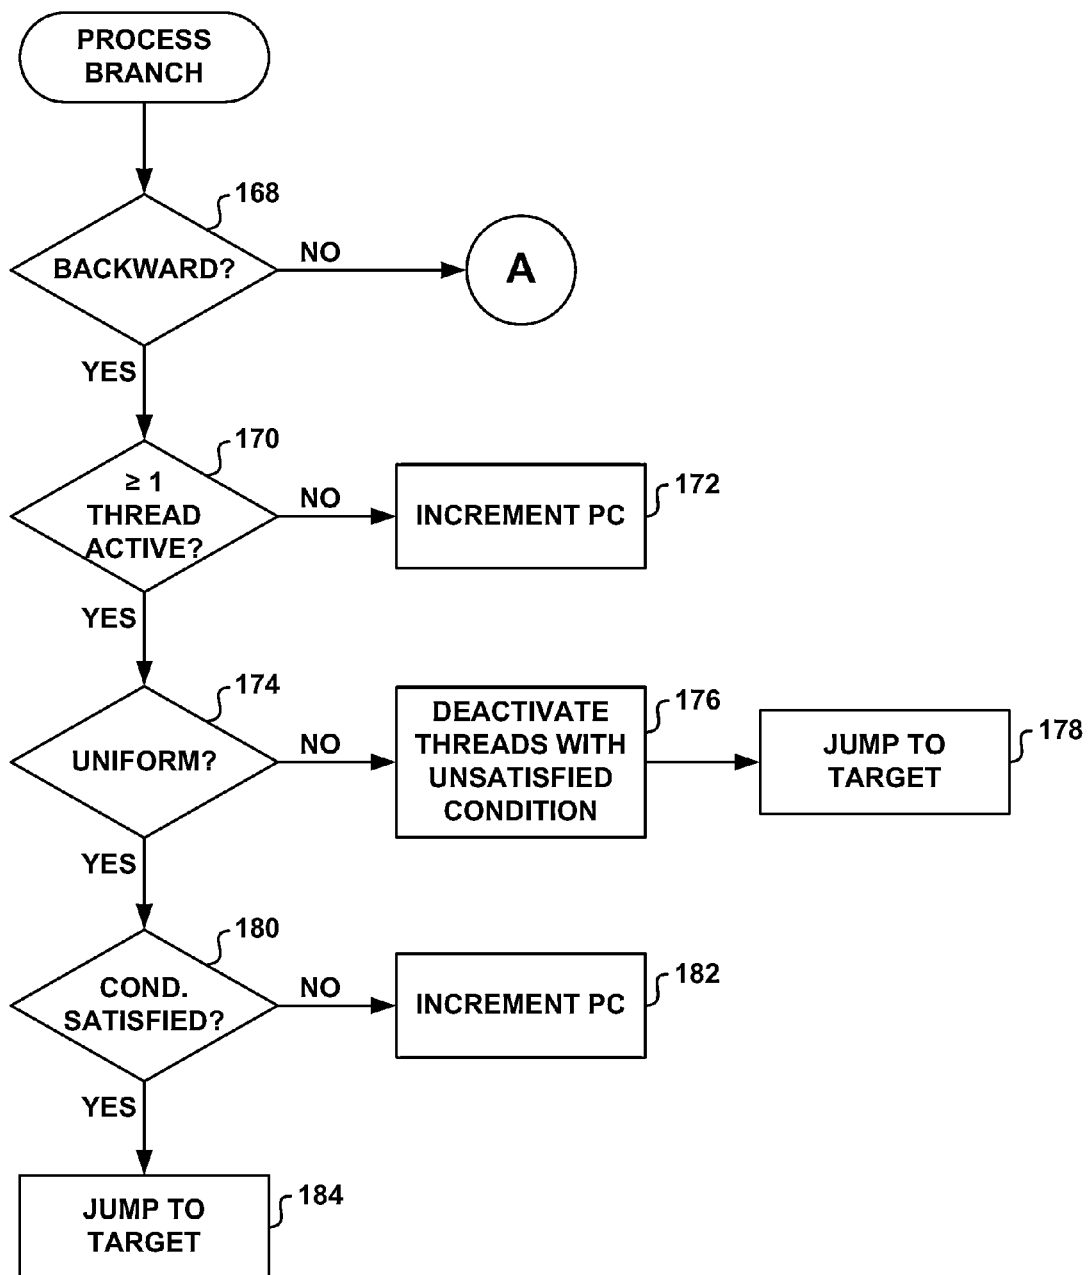 PROCESS
BRANCH
168
BACKWARD?
NO
A
YES
170
≥ 1
THREAD
ACTIVE?
NO
INCREMENT PC
172
YES
174
UNIFORM?
NO
DEACTIVATE
THREADS WITH
UNSATISFIED
CONDITION
176
JUMP TO
TARGET
178
YES
180
COND.
SATISFIED?
NO
INCREMENT PC
182
YES
JUMP TO
TARGET
184